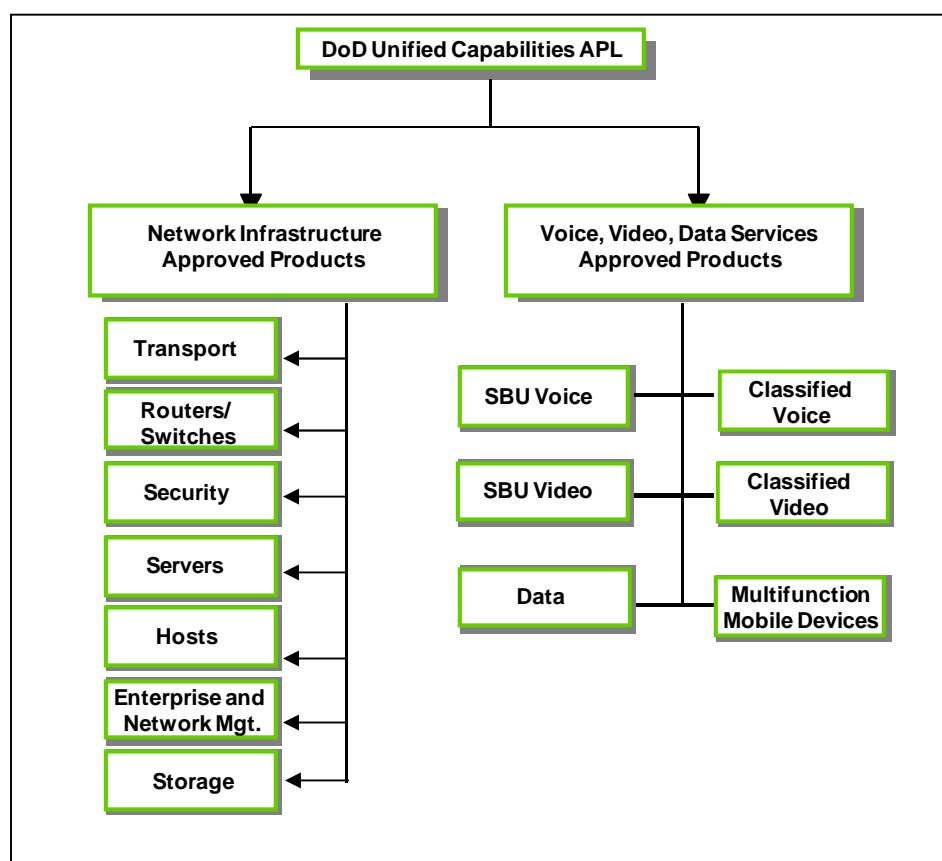 DoD Unified Capabilities APL
Network Infrastructure
Approved Products
Transport
Routers/
Switches
Security
Servers
Hosts
Enterprise and
Network Mgt.
Storage
Voice, Video, Data Services
Approved Products
SBU Voice
Classified
Voice
SBU Video
Classified
Video
Data
Multifunction
Mobile Devices